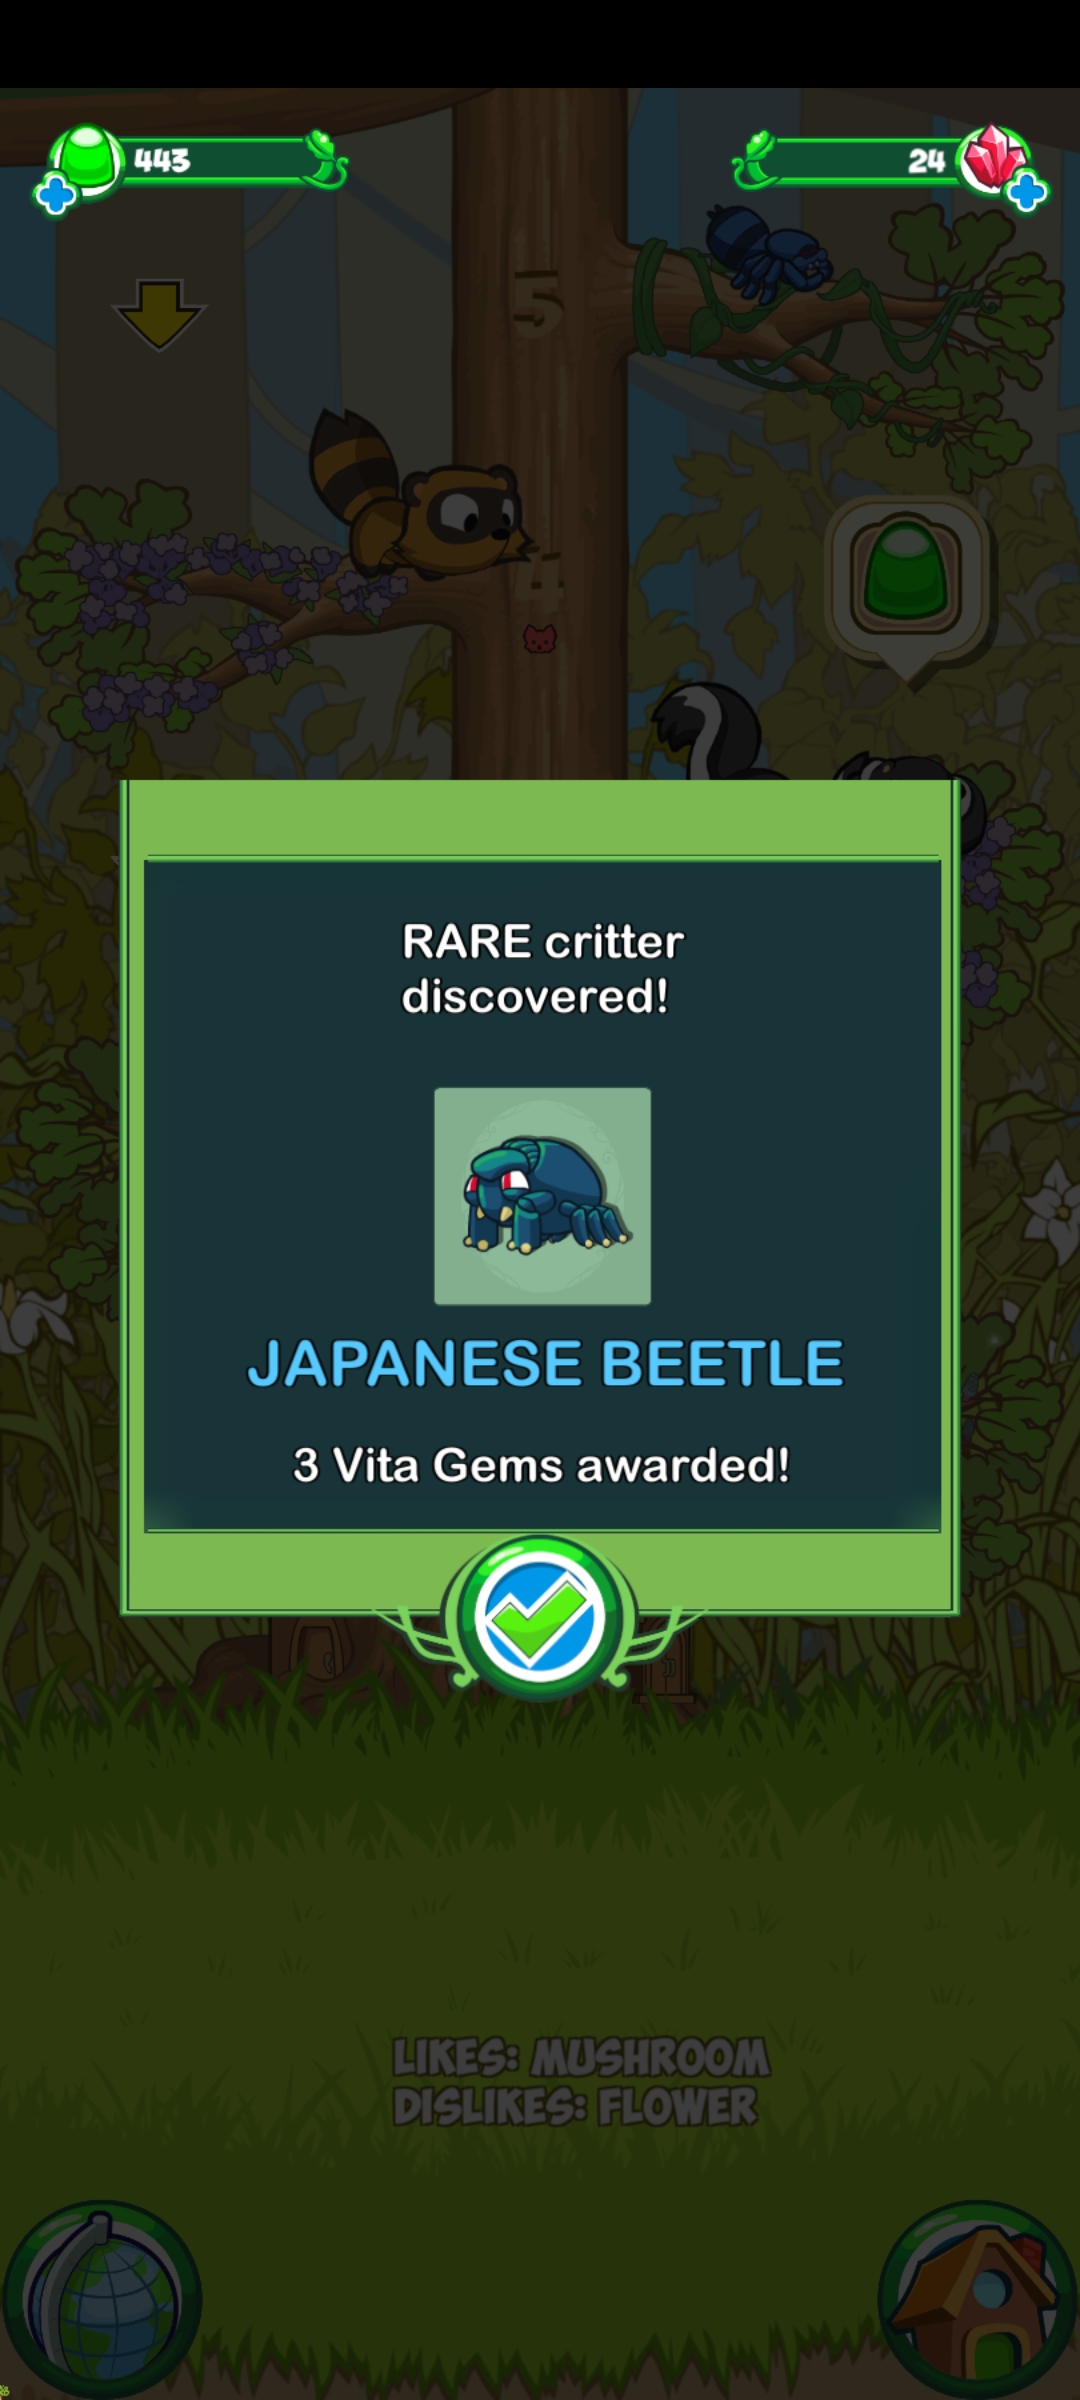 443
24
5
4
RARE critter
discovered!
JAPANESE BEETLE
3 Vita Gems awarded!
LIKES: MUSHROOM
DISLIKES: FLOWER